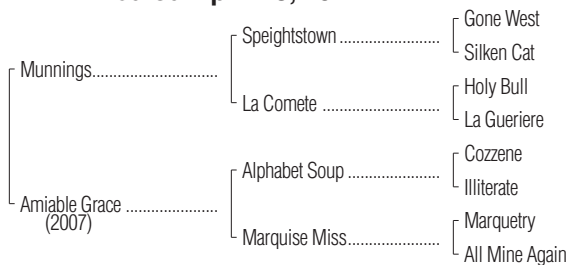 Gone West
Speightstown
Silken Cat
Munnings
Holy Bull
La Comete
La Gueriere
Cozzene
Alphabet Soup
Illiterate
Amiable Grace
(2007)
Marquetry
Marquise Miss
All Mine Again